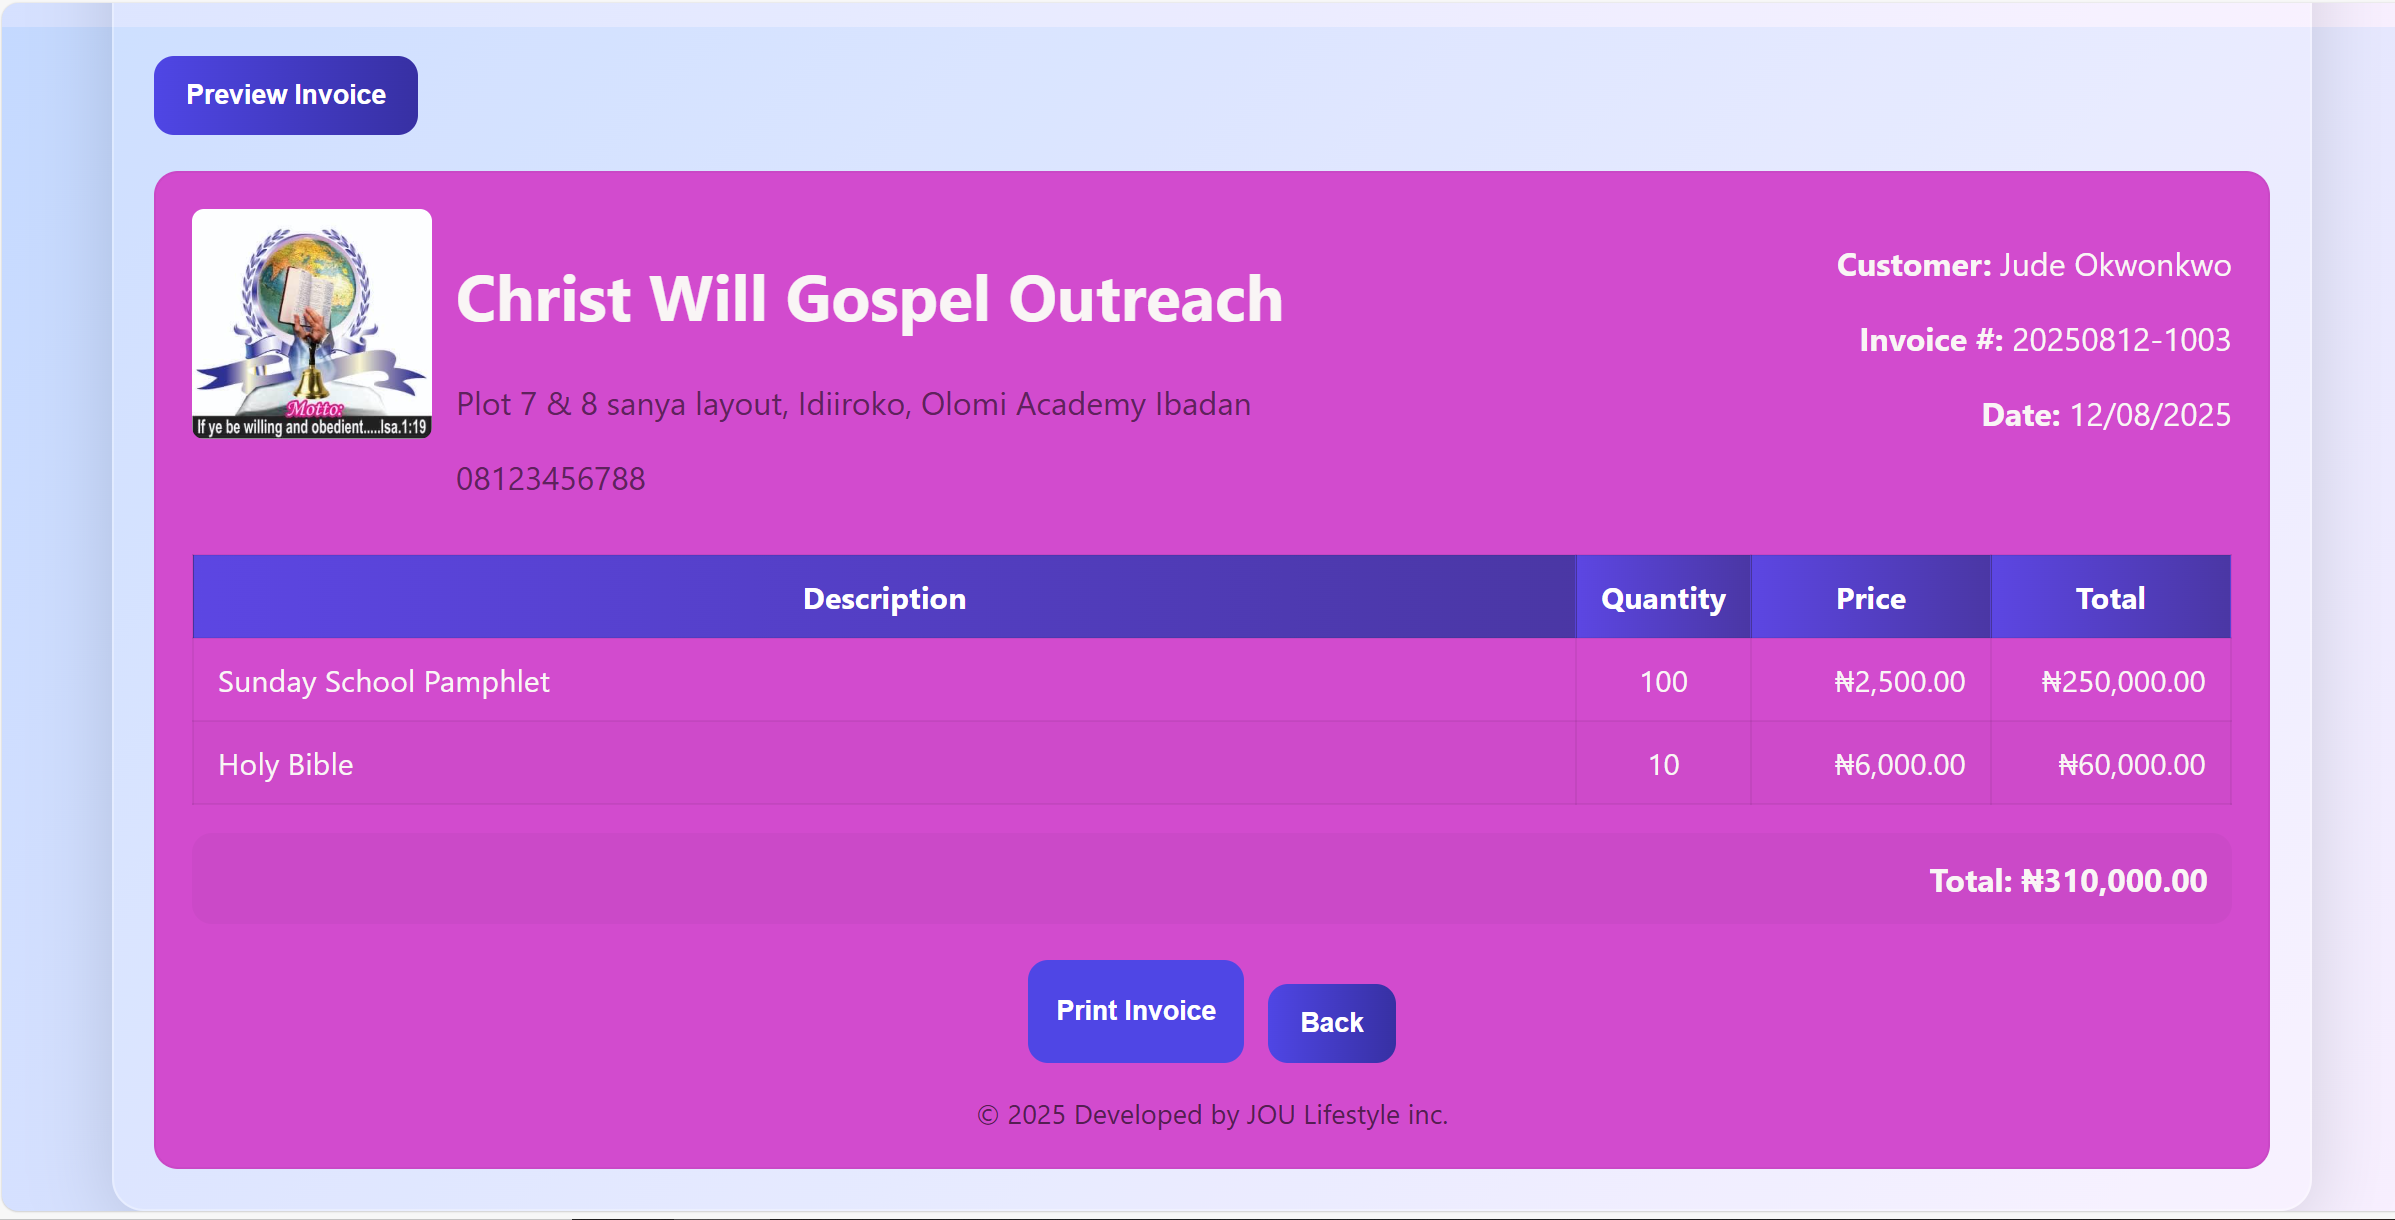 Preview Invoice
Christ Will Gospel Outreach
Plot 7 & 8 sanya layout, Idiiroko, Olomi Academy Ibadan
08123456788
Motto:
If ye be willing and obedient.....Isa.1:19
Customer: Jude Okwonkwo
Invoice #: 20250812-1003
Date: 12/08/2025
Description Quantity Price Total
Sunday School Pamphlet 100 ₦2,500.00 ₦250,000.00
Holy Bible 10 ₦6,000.00 ₦60,000.00
Total: ₦310,000.00
Print Invoice Back
© 2025 Developed by JOU Lifestyle inc.